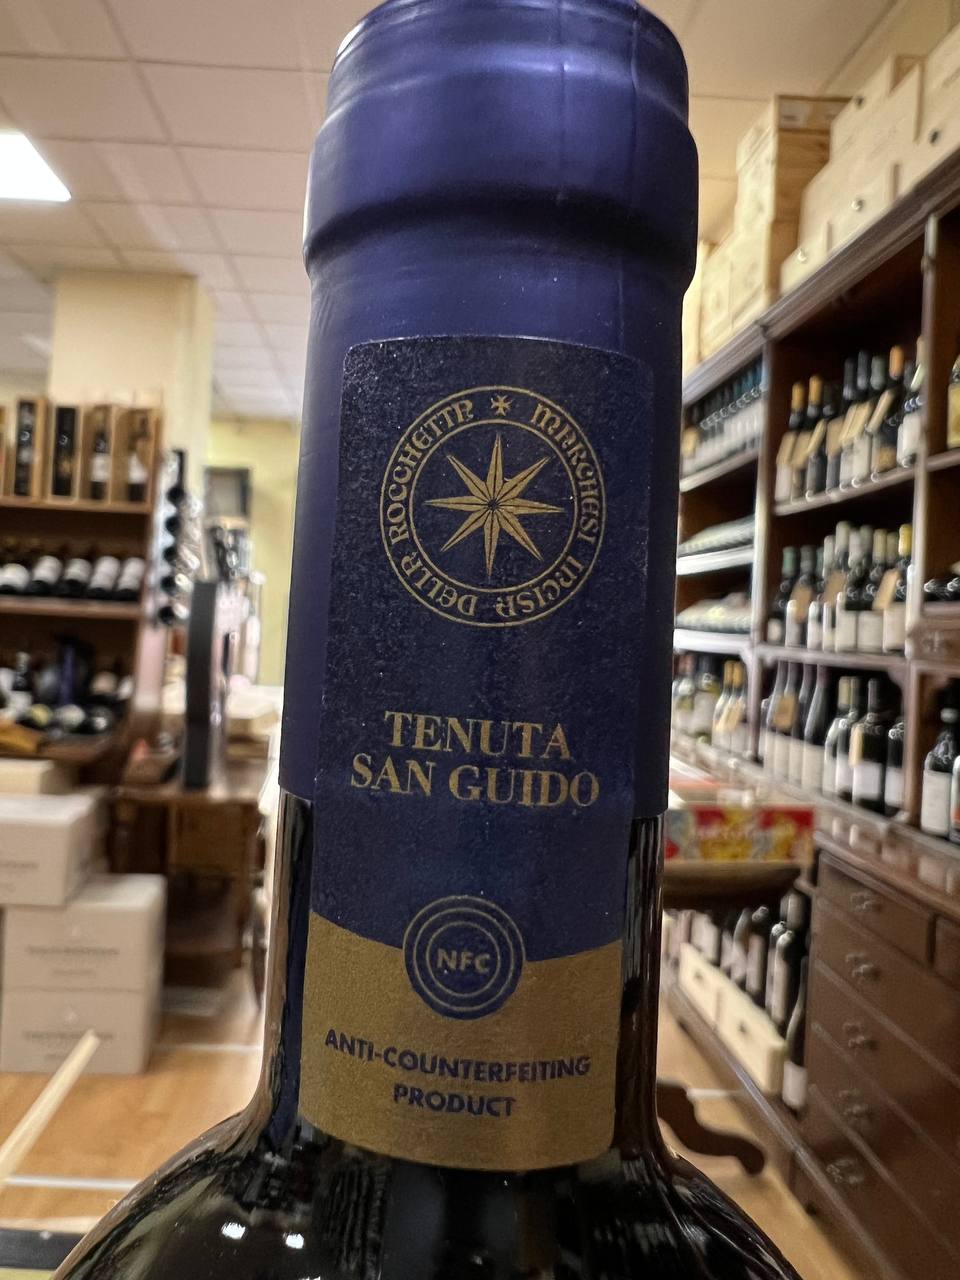 MARCHESI INCISA DELLA ROCCHETTA
TENUTA
SAN GUIDO
NFC
ANTI-COUNTERFEITING
PRODUCT